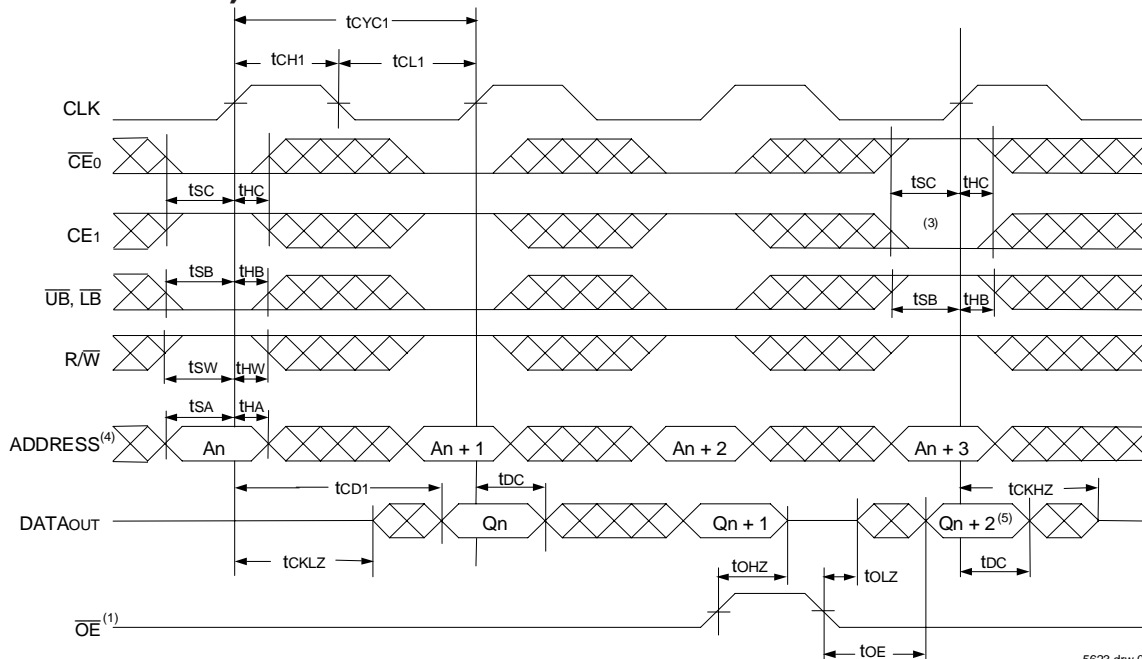 tCYC1
tCH1 tCL1
CLK
CE0
tSC tHC tSC tHC
CE1 (3)
tSB tHB
UB, LB tSB tHB
R/W
tSW tHW
tSA tHA
ADDRESS(4) An An + 1 An + 2 An + 3
tCD1 tDC tCKHZ
DATAOUT Qn Qn + 1 Qn + 2(5)
tCKLZ tOHZ tOLZ tDC
OE(1)
tOE